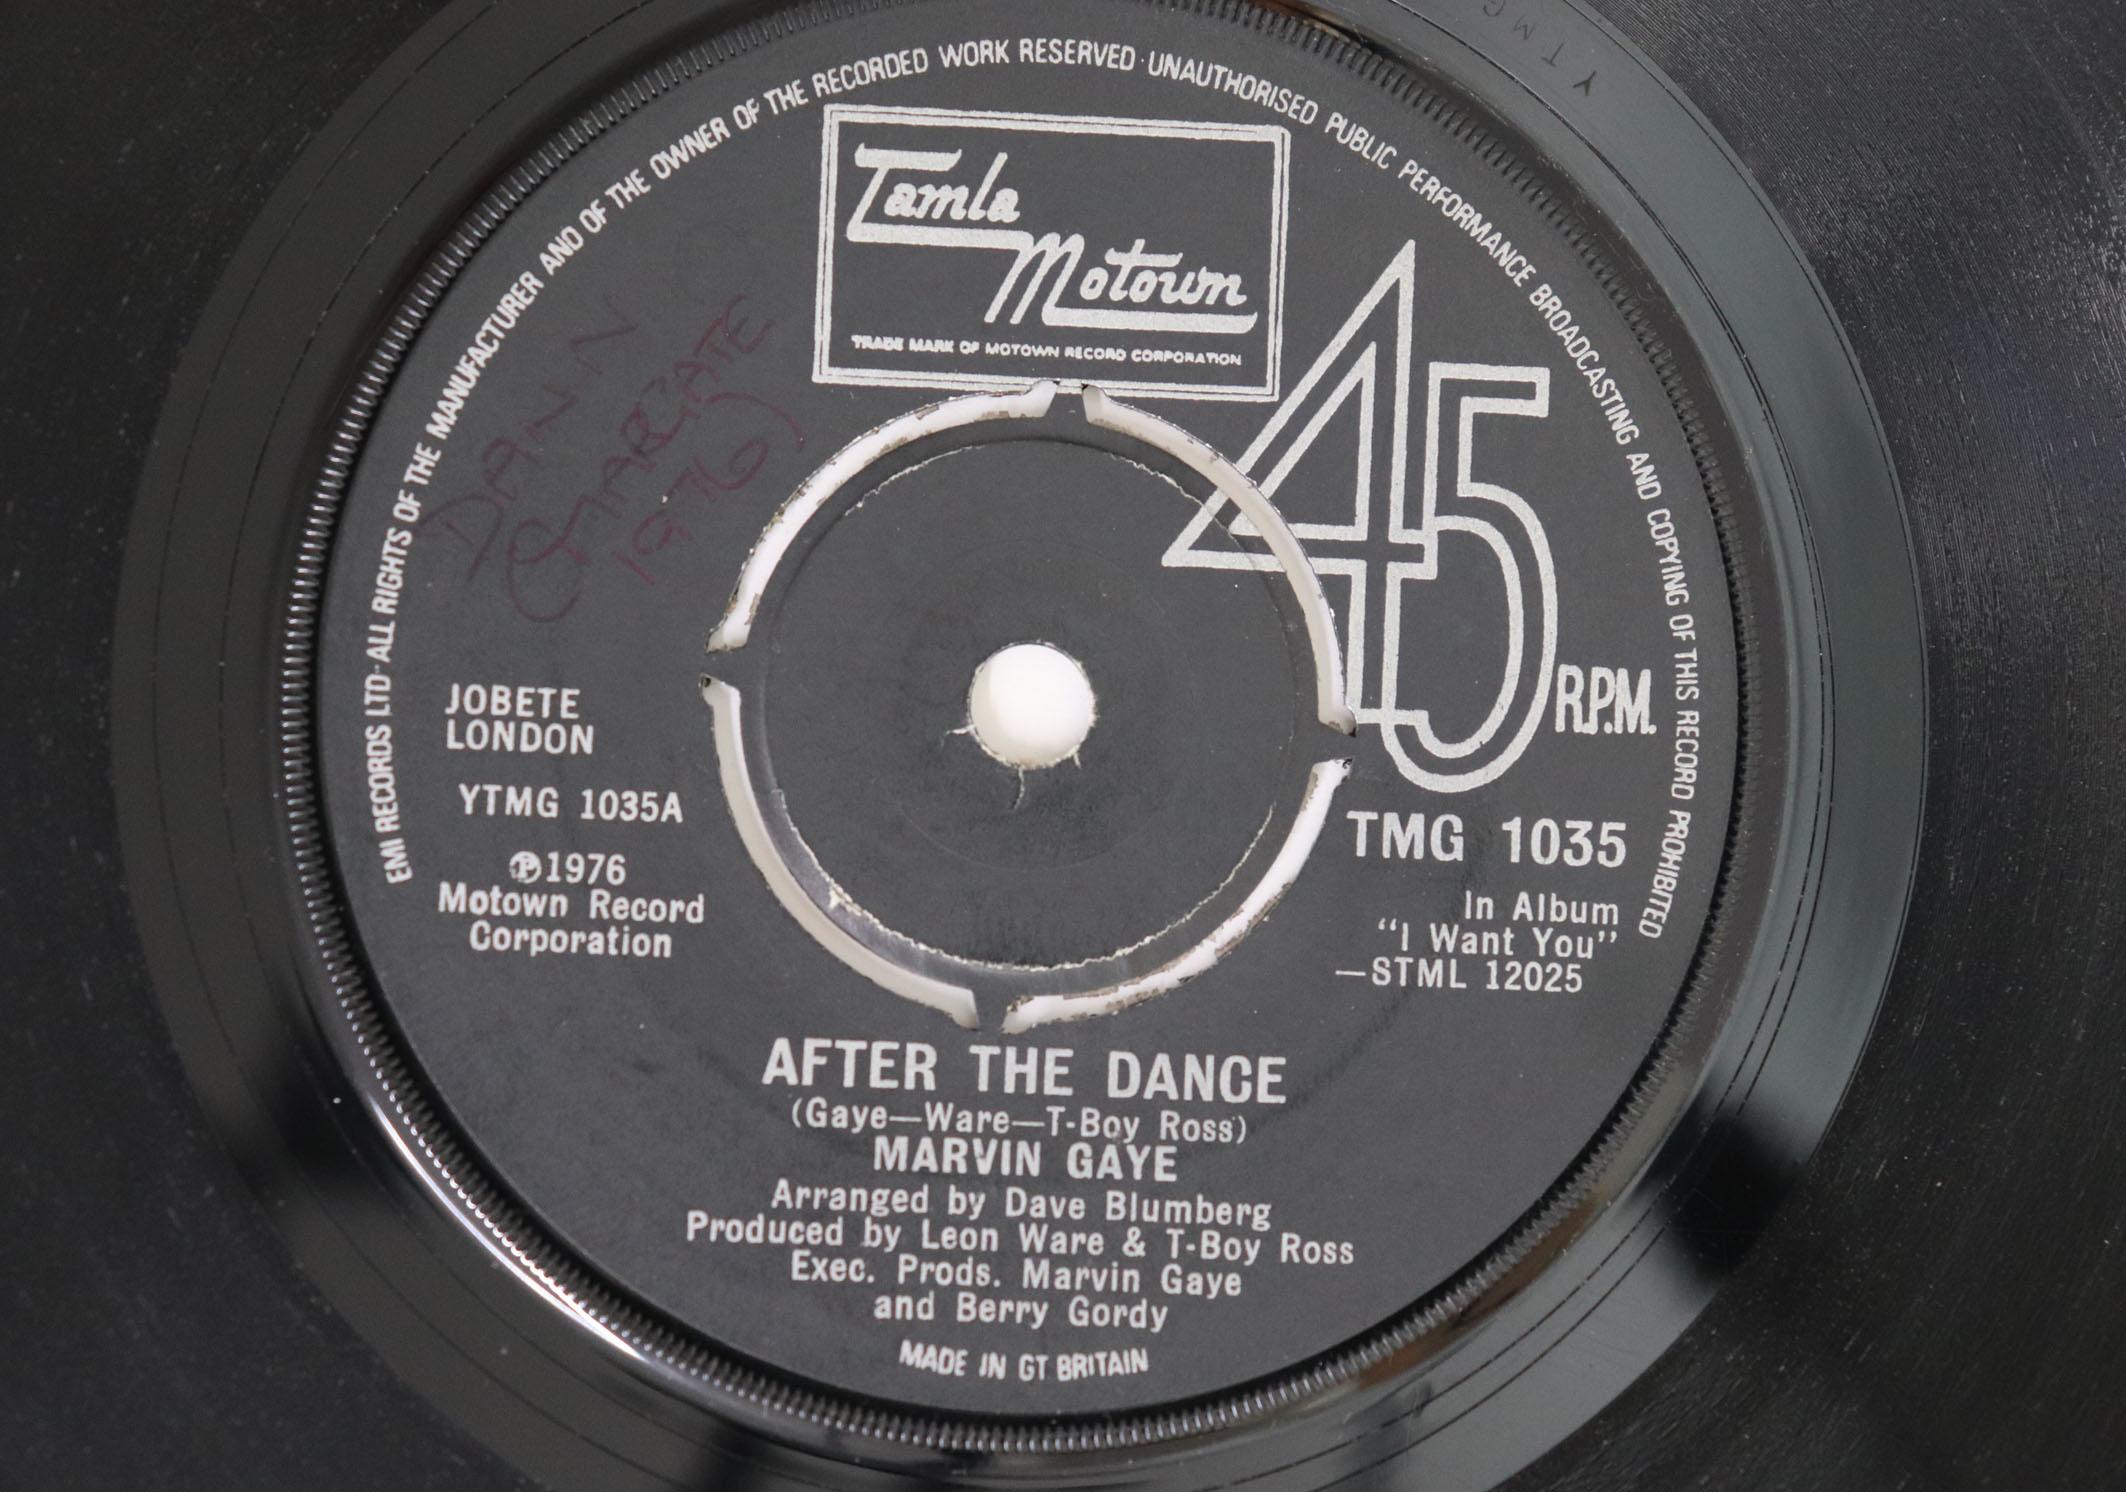 EMI RECORDS LTD·ALL RIGHTS OF THE MANUFACTURER AND OF THE OWNER OF THE RECORDED WORK RESERVED·UNAUTHORISED PUBLIC PERFORMANCE BROADCASTING AND COPYING OF THIS RECORD PROHIBITED
YTMG
Tamla
Motown
TRADE MARK OF MOTOWN RECORD CORPORATION
45
R.P.M.
DANN
(MARGATE
1976)
JOBETE
LONDON
YTMG 1035A
Ⓟ1976
Motown Record
Corporation
TMG 1035
In Album
“I Want You”
—STML 12025
AFTER THE DANCE
(Gaye—Ware—T-Boy Ross)
MARVIN GAYE
Arranged by Dave Blumberg
Produced by Leon Ware & T-Boy Ross
Exec. Prods. Marvin Gaye
and Berry Gordy
MADE IN GT BRITAIN